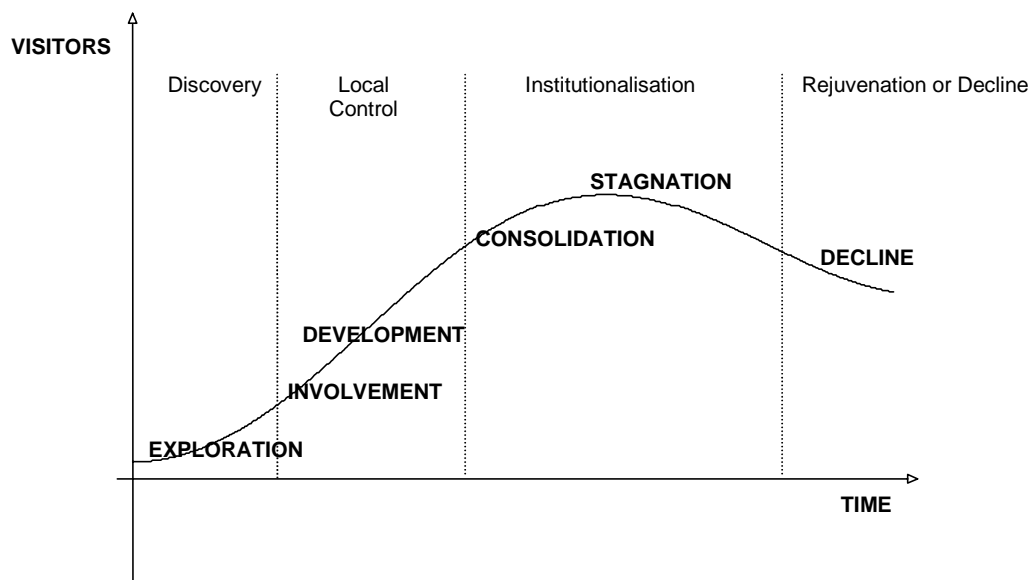 VISITORS
Discovery
Local
Control
Institutionalisation
Rejuvenation or Decline
STAGNATION
CONSOLIDATION
DECLINE
DEVELOPMENT
INVOLVEMENT
EXPLORATION
TIME